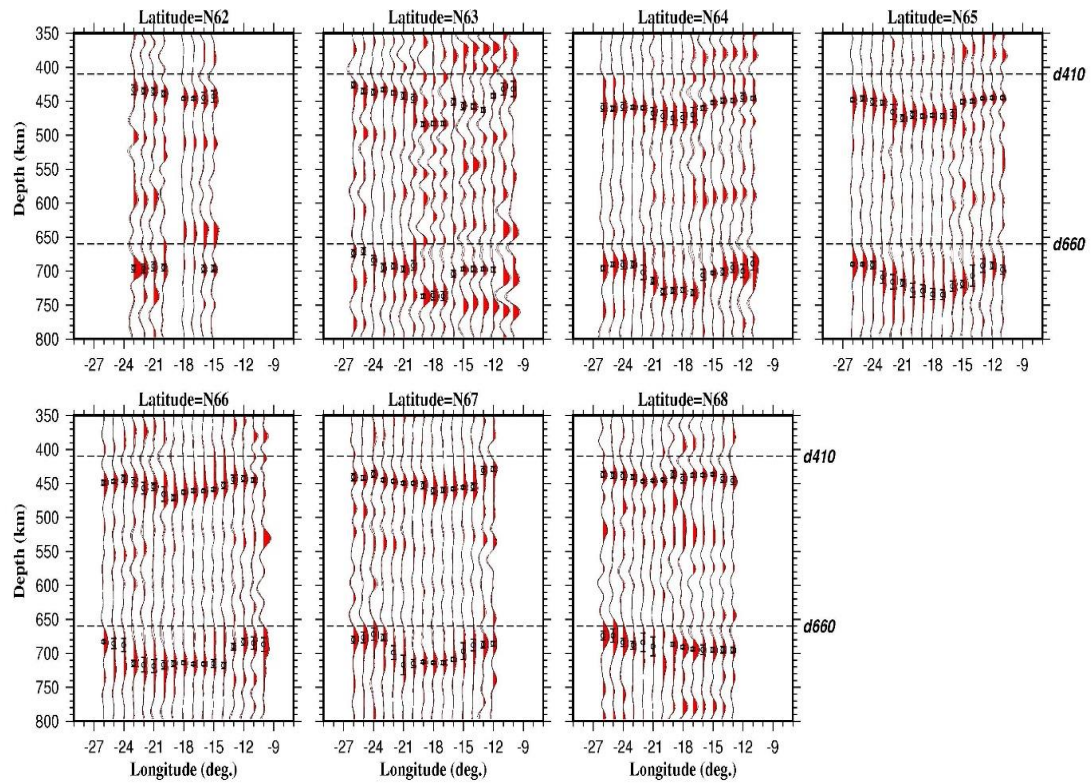 Latitude=N62 Latitude=N63 Latitude=N64 Latitude=N65
350
400
450
500
550
600
650
700
750
800
Depth (km)
d410
d660
-27 -24 -21 -18 -15 -12 -9 -27 -24 -21 -18 -15 -12 -9 -27 -24 -21 -18 -15 -12 -9 -27 -24 -21 -18 -15 -12 -9
Latitude=N66 Latitude=N67 Latitude=N68
350
400
450
500
550
600
650
700
750
800
Depth (km)
d410
d660
-27 -24 -21 -18 -15 -12 -9 -27 -24 -21 -18 -15 -12 -9 -27 -24 -21 -18 -15 -12 -9
Longitude (deg.) Longitude (deg.) Longitude (deg.)